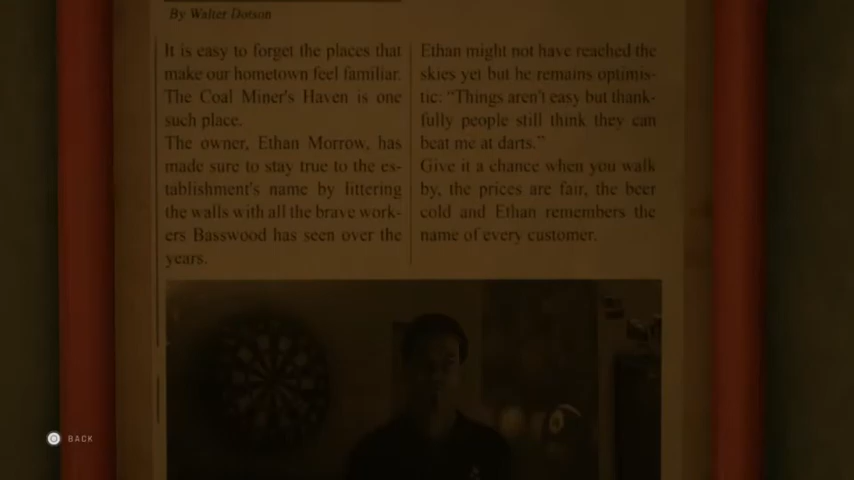 By Walter Dotson
It is easy to forget the places that
make our hometown feel familiar.
The Coal Miner's Haven is one
such place.
The owner, Ethan Morrow, has
made sure to stay true to the es-
tablishment's name by littering
the walls with all the brave work-
ers Basswood has seen over the
years.
Ethan might not have reached the
skies yet but he remains optimis-
tic: “Things aren't easy but thank-
fully people still think they can
beat me at darts.”
Give it a chance when you walk
by, the prices are fair, the beer
cold and Ethan remembers the
name of every customer.
4
BACK